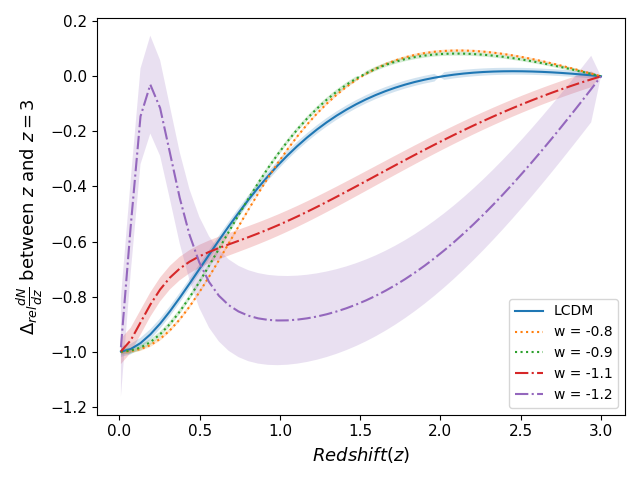 0.2
0.0
−0.2
−0.4
−0.6
−0.8
−1.0
−1.2
Δrel dN/dz between z and z = 3
LCDM
w = -0.8
w = -0.9
w = -1.1
w = -1.2
0.0 0.5 1.0 1.5 2.0 2.5 3.0
Redshift(z)